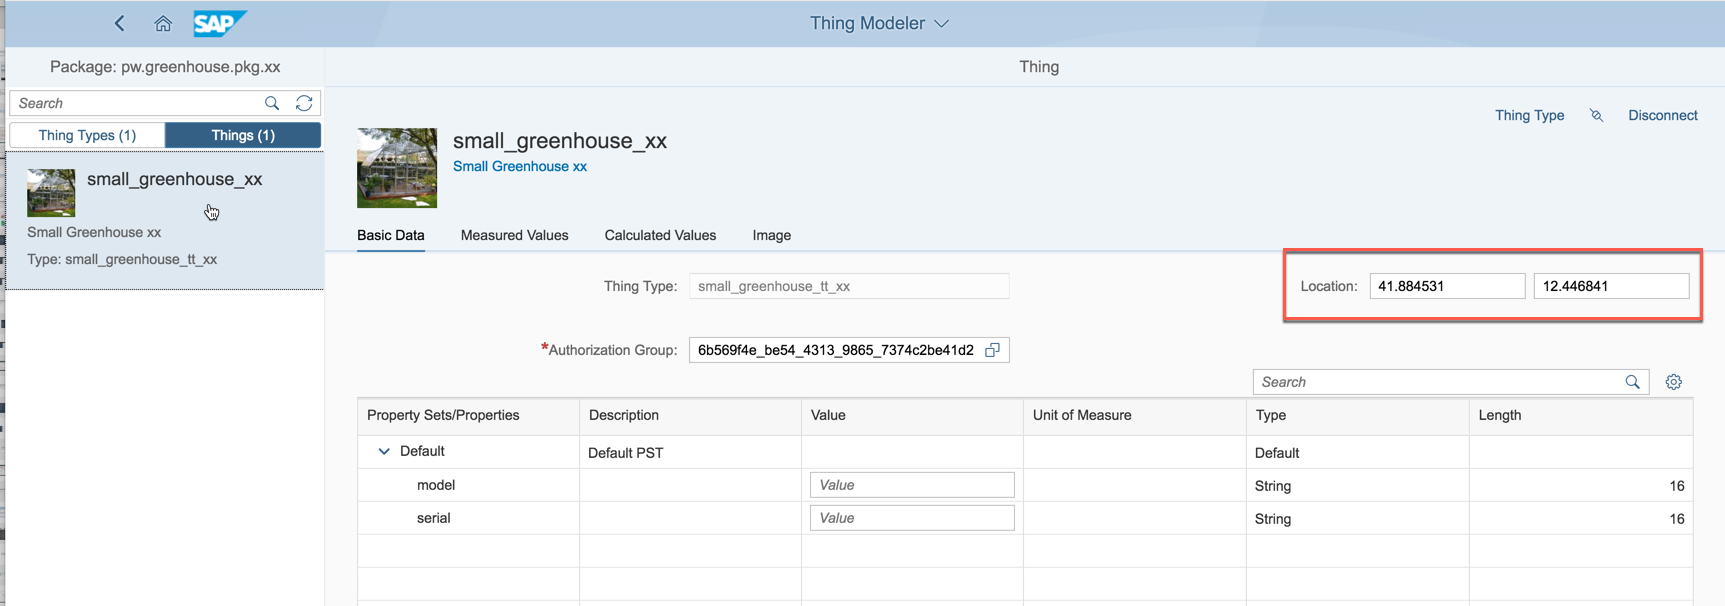 SAP
Thing Modeler
Package: pw.greenhouse.pkg.xx
Thing
Search
Thing Types (1)
Things (1)
small_greenhouse_xx
Small Greenhouse xx
Type: small_greenhouse_tt_xx
Thing Type
Disconnect
small_greenhouse_xx
Small Greenhouse xx
Basic Data
Measured Values
Calculated Values
Image
Thing Type: small_greenhouse_tt_xx
Location: 41.884531 12.446841
*Authorization Group: 6b569f4e_be54_4313_9865_7374c2be41d2
Search
Property Sets/Properties Description Value Unit of Measure Type Length
Default Default PST Default
model Value String 16
serial Value String 16